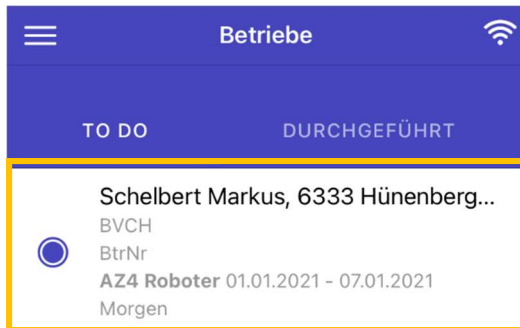 Betriebe
TO DO DURCHGEFÜHRT
Schelbert Markus, 6333 Hünenberg...
BVCH
BtrNr
AZ4 Roboter 01.01.2021 - 07.01.2021
Morgen